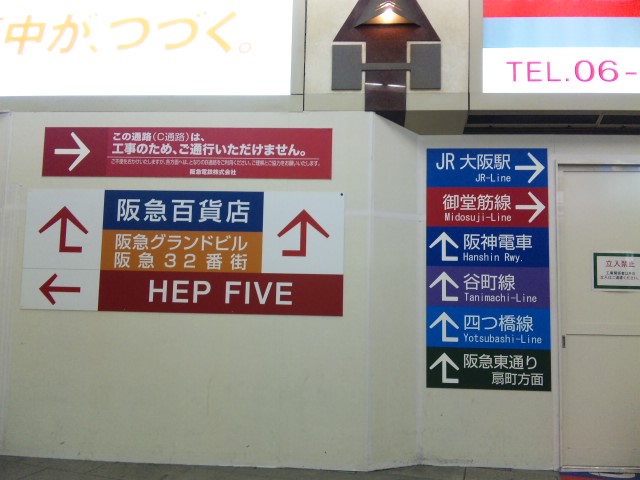 中が、つづく。
TEL.06-
この通路(C通路)は、
工事のため、ご通行いただけません。
阪急電鉄株式会社
阪急百貨店
阪急グランドビル
阪急32番街
HEP FIVE
JR 大阪駅
JR-Line
御堂筋線
Midosuji-Line
阪神電車
Hanshin Rwy.
谷町線
Tanimachi-Line
四つ橋線
Yotsubashi-Line
阪急東通り
扇町方面
立入禁止